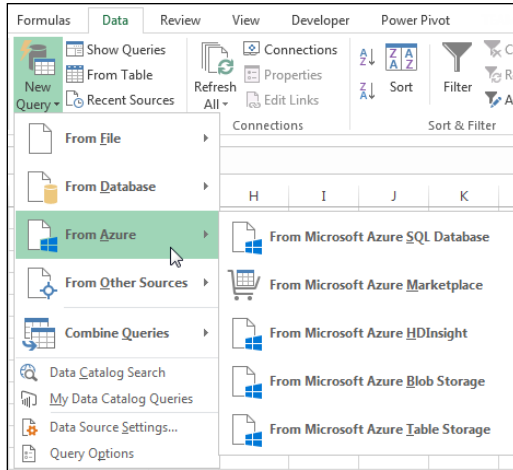 Formulas Data Review View Developer Power Pivot
Show Queries
From Table
Recent Sources
New
Query
Refresh
All
Connections
Properties
Edit Links
Sort
Filter
Connections
Sort & Filter
From File
From Database
From Azure
From Other Sources
Combine Queries
Data Catalog Search
My Data Catalog Queries
Data Source Settings...
Query Options
H I J K
From Microsoft Azure SQL Database
From Microsoft Azure Marketplace
From Microsoft Azure HDInsight
From Microsoft Azure Blob Storage
From Microsoft Azure Table Storage